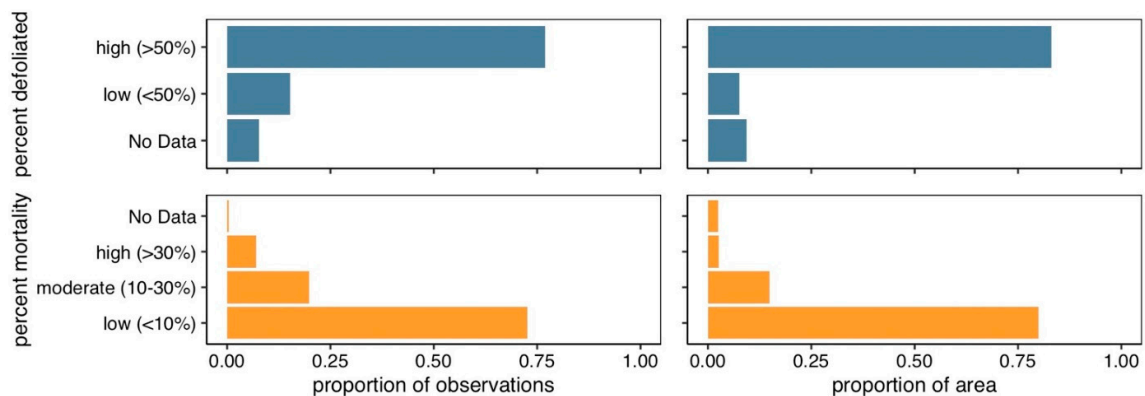 percent defoliated
high (>50%)
low (<50%)
No Data
percent mortality
No Data
high (>30%)
moderate (10-30%)
low (<10%)
0.00 0.25 0.50 0.75 1.00
0.00 0.25 0.50 0.75 1.00
proportion of observations
proportion of area